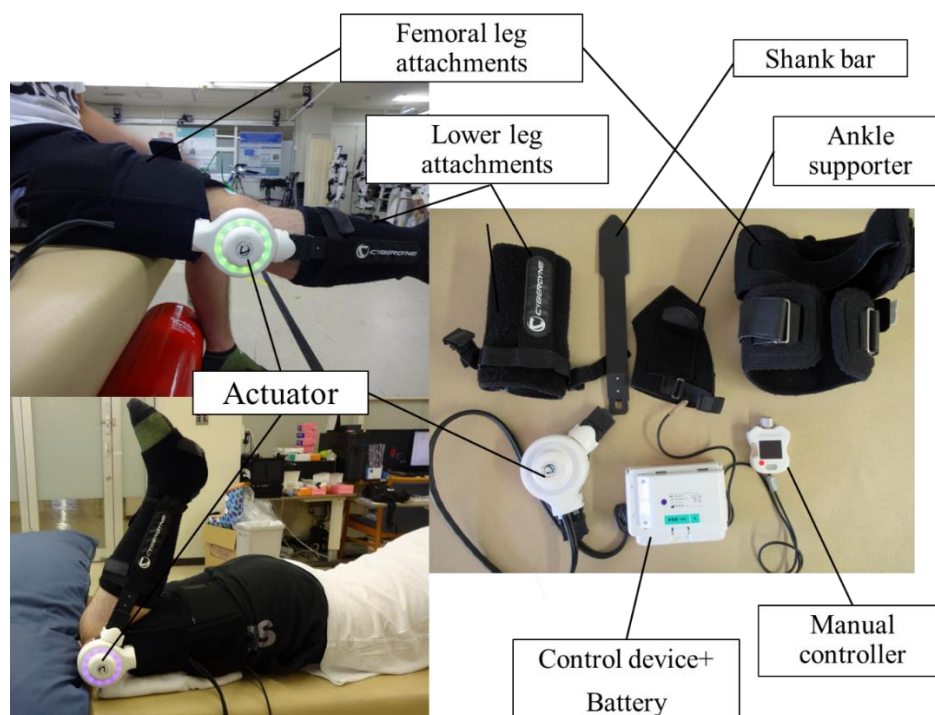 Femoral leg
attachments
Shank bar
Lower leg
attachments
Ankle
supporter
CYBERDYNE
CYBERDYNE
Actuator
CYBERDYNE
Control device+
Battery
Manual
controller